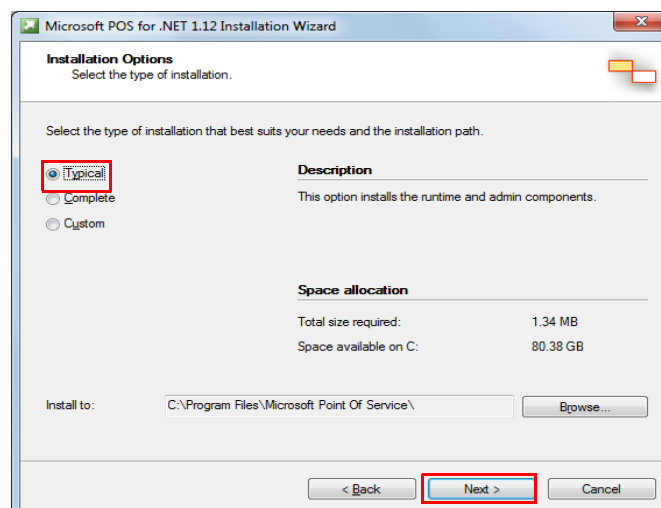 Microsoft POS for .NET 1.12 Installation Wizard
Installation Options
Select the type of installation.
Select the type of installation that best suits your needs and the installation path.
Typical
Description
Complete
This option installs the runtime and admin components.
Custom
Space allocation
Total size required: 1.34 MB
Space available on C: 80.38 GB
Install to: C:\Program Files\Microsoft Point Of Service\ Browse...
< Back Next > Cancel